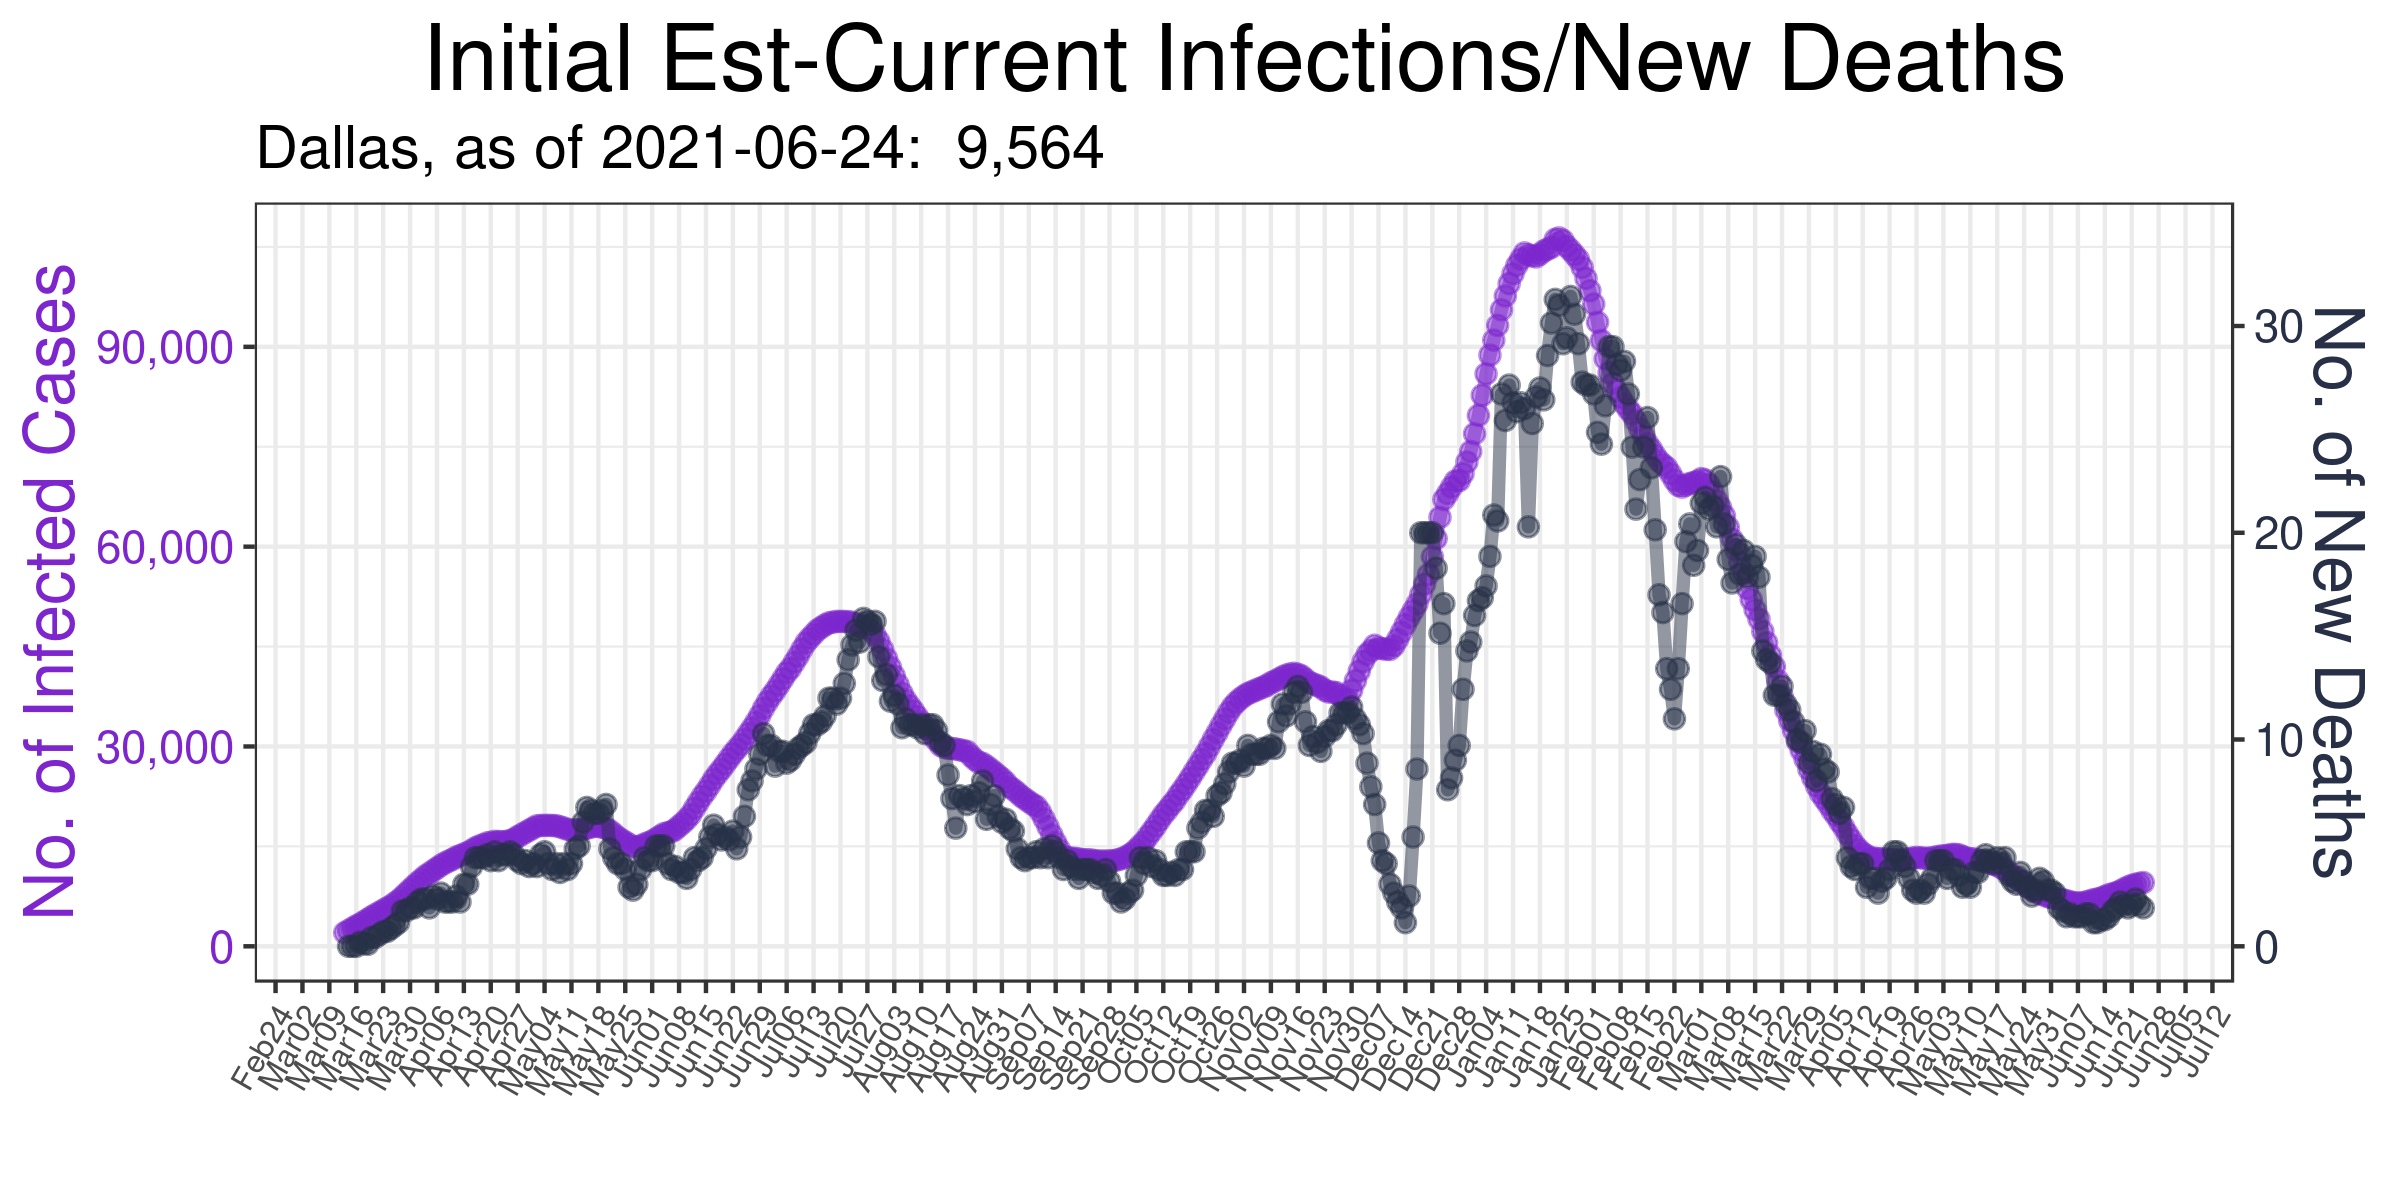 Initial Est-Current Infections/New Deaths
Dallas, as of 2021-06-24:  9,564
No. of Infected Cases
90,000
60,000
30,000
0
30
20
10
0
No. of New Deaths
Feb24
Mar02
Mar09
Mar16
Mar23
Mar30
Apr06
Apr13
Apr20
Apr27
May04
May11
May18
May25
Jun01
Jun08
Jun15
Jun22
Jun29
Jul06
Jul13
Jul20
Jul27
Aug03
Aug10
Aug17
Aug24
Aug31
Sep07
Sep14
Sep21
Sep28
Oct05
Oct12
Oct19
Oct26
Nov02
Nov09
Nov16
Nov23
Nov30
Dec07
Dec14
Dec21
Dec28
Jan04
Jan11
Jan18
Jan25
Feb01
Feb08
Feb15
Feb22
Mar01
Mar08
Mar15
Mar22
Mar29
Apr05
Apr12
Apr19
Apr26
May03
May10
May17
May24
May31
Jun07
Jun14
Jun21
Jun28
Jul05
Jul12